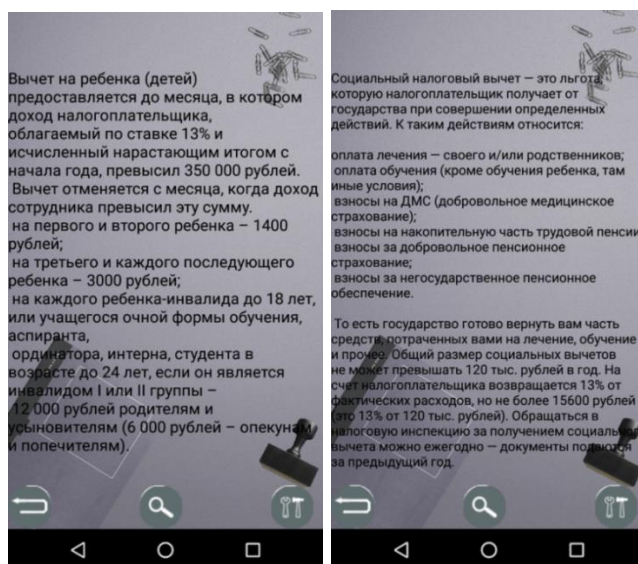 Вычет на ребенка (детей)
предоставляется до месяца, в котором
доход налогоплательщика,
облагаемый по ставке 13% и
исчисленный нарастающим итогом с
начала года, превысил 350 000 рублей.
Вычет отменяется с месяца, когда доход
сотрудника превысил эту сумму.
на первого и второго ребенка – 1400
рублей;
на третьего и каждого последующего
ребенка – 3000 рублей;
на каждого ребенка-инвалида до 18 лет,
или учащегося очной формы обучения,
аспиранта,
ординатора, интерна, студента в
возрасте до 24 лет, если он является
инвалидом I или II группы –
12 000 рублей родителям и
усыновителям (6 000 рублей – опекунам
и попечителям).
Социальный налоговый вычет — это льгота,
которую налогоплательщик получает от
государства при совершении определенных
действий. К таким действиям относится:
оплата лечения — своего и/или родственников;
оплата обучения (кроме обучения ребенка, там
иные условия);
взносы на ДМС (добровольное медицинское
страхование);
взносы на накопительную часть трудовой пенсии
взносы за добровольное пенсионное
страхование;
взносы за негосударственное пенсионное
обеспечение.
То есть государство готово вернуть вам часть
средств, потраченных вами на лечение, обучение
и прочее. Общий размер социальных вычетов
не может превышать 120 тыс. рублей в год. На
счет налогоплательщика возвращается 13% от
фактических расходов, но не более 15600 рублей
(это 13% от 120 тыс. рублей). Обращаться в
налоговую инспекцию за получением социального
вычета можно ежегодно — документы подаются
за предыдущий год.